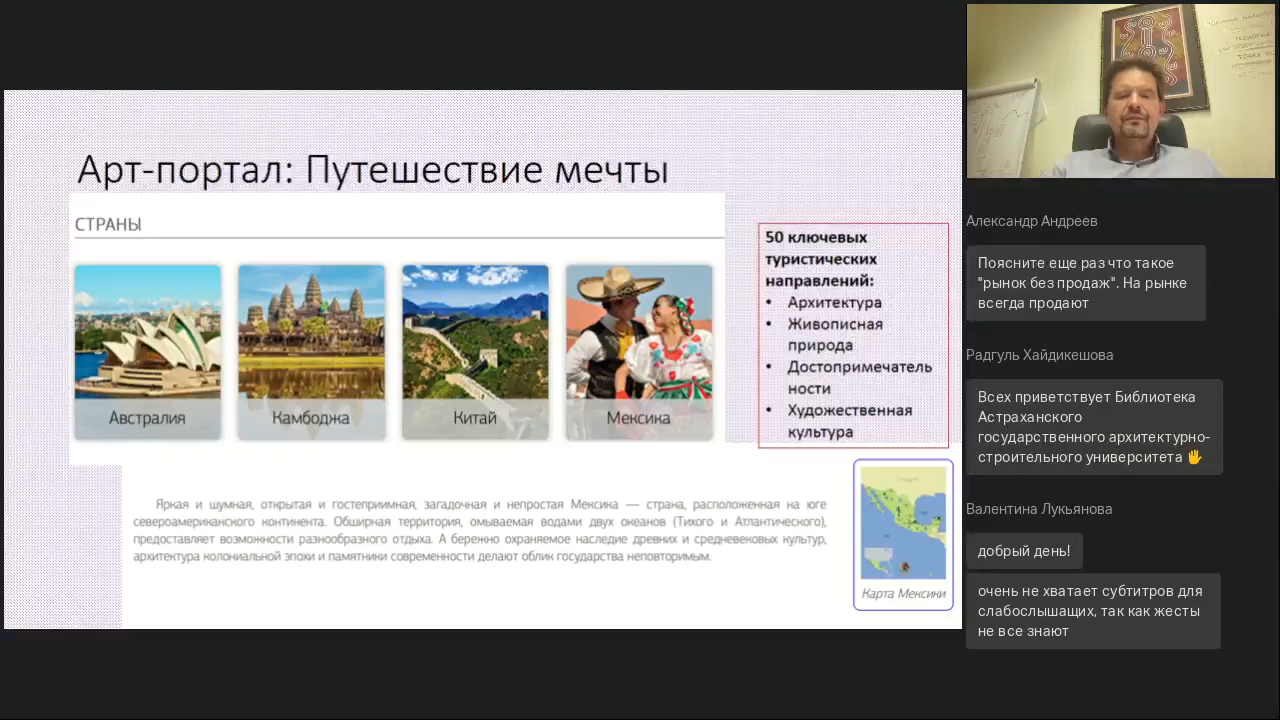 Арт-портал: Путешествие мечты
СТРАНЫ
Австралия
Камбоджа
Китай
Мексика
50 ключевых
туристических
направлений:
• Архитектура
• Живописная
природа
• Достопримечатель
ности
• Художественная
культура
Яркая и шумная, открытая и гостеприимная, загадочная и непростая Мексика — страна, расположенная на юге
североамериканского континента. Обширная территория, омываемая водами двух океанов (Тихого и Атлантического),
предоставляет возможности разнообразного отдыха. А бережно охраняемое наследие древних и средневековых культур,
архитектура колониальной эпохи и памятники современности делают облик государства неповторимым.
Карта Мексики
Александр Андреев
Поясните еще раз что такое
"рынок без продаж". На рынке
всегда продают
Радгуль Хайдикешова
Всех приветствует Библиотека
Астраханского
государственного архитектурно-
строительного университета 🖐
Валентина Лукьянова
добрый день!
очень не хватает субтитров для
слабослышащих, так как жесты
не все знают